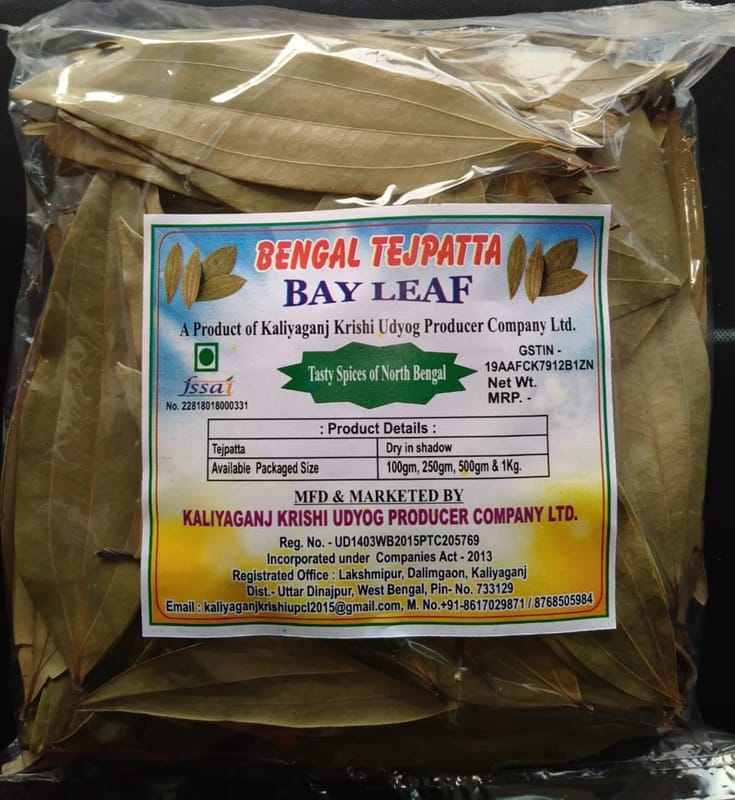 BENGAL TEJPATTA
BAY LEAF
A Product of Kaliyaganj Krishi Udyog Producer Company Ltd.
fssai
No. 22818018000331
Tasty Spices of North Bengal
GSTIN -
19AAFCK7912B1ZN
Net Wt.
MRP. -
: Product Details :
Tejpatta Dry in shadow
Available Packaged Size 100gm, 250gm, 500gm & 1Kg.
MFD & MARKETED BY
KALIYAGANJ KRISHI UDYOG PRODUCER COMPANY LTD.
Reg. No. - UD1403WB2015PTC205769
Incorporated under Companies Act - 2013
Registrated Office : Lakshmipur, Dalimgaon, Kaliyaganj
Dist.- Uttar Dinajpur, West Bengal, Pin- No. 733129
Email : kaliyaganjkrishiupcl2015@gmail.com, M. No.+91-8617029871 / 8768505984